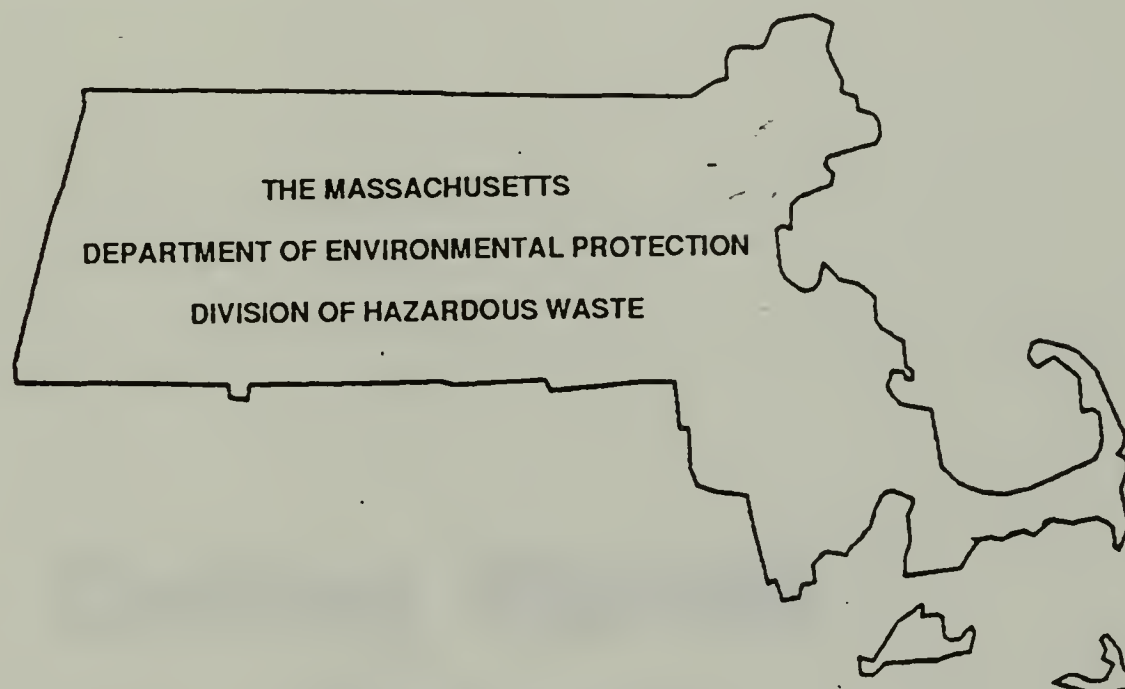 THE MASSACHUSETTS
DEPARTMENT OF ENVIRONMENTAL PROTECTION
DIVISION OF HAZARDOUS WASTE